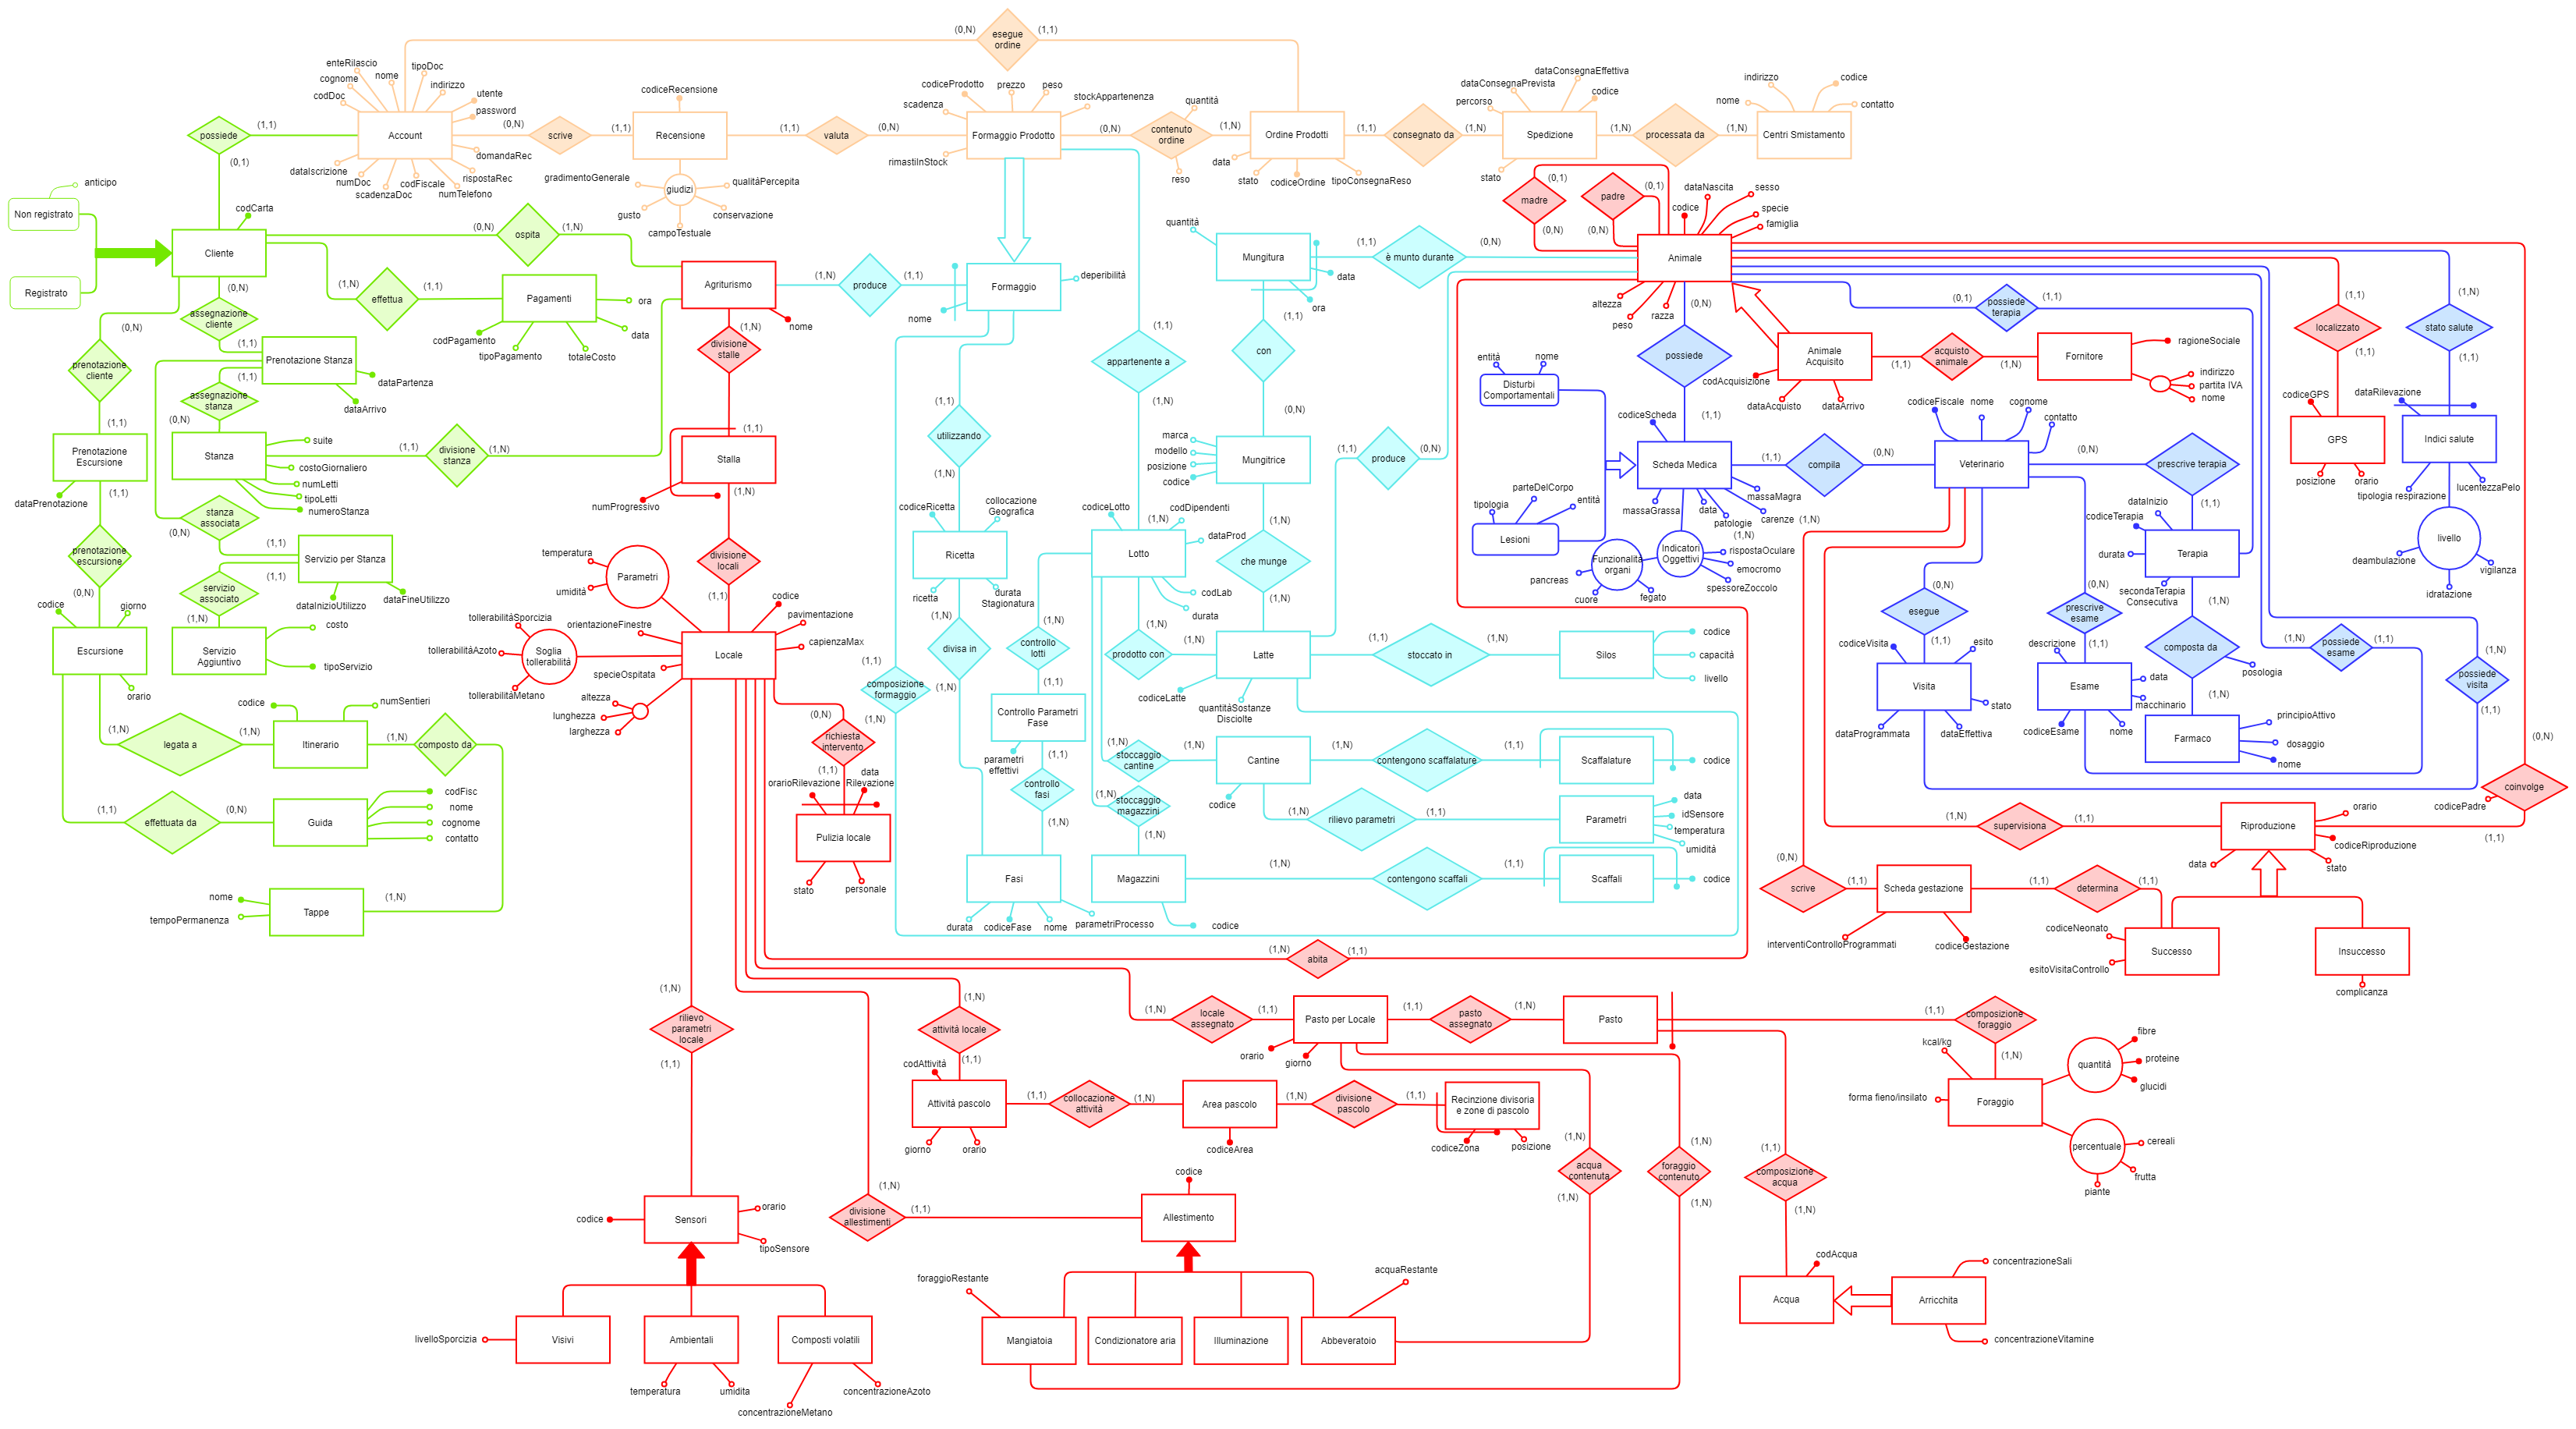 esegue
ordine
(0,N)
(1,1)
enteRilascio
cognome
nome
tipoDoc
indirizzo
codDoc
utente
password
possiede
(1,1)
Account
(0,N)
scrive
(1,1)
codiceRecensione
Recensione
(1,1)
valuta
(0,N)
codiceProdotto
prezzo
peso
scadenza
stockAppartenenza
Formaggio Prodotto
rimastiInStock
(0,N)
quantità
contenuto
ordine
reso
(1,N)
Ordine Prodotti
data
stato
codiceOrdine
tipoConsegnaReso
(1,1)
consegnato da
(1,N)
dataConsegnaEffettiva
dataConsegnaPrevista
codice
percorso
Spedizione
stato
(1,N)
processata da
(1,N)
indirizzo
codice
nome
contatto
Centri Smistamento
domandaRec
rispostaRec
dataIscrizione
numDoc
scadenzaDoc
codFiscale
numTelefono
(0,1)
gradimentoGenerale
giudizi
qualitàPercepita
gusto
conservazione
campoTestuale
anticipo
Non registrato
Registrato
codCarta
Cliente
(0,N)
ospita
(1,N)
(1,N)
effettua
(1,1)
Pagamenti
ora
data
codPagamento
tipoPagamento
totaleCosto
(0,N)
assegnazione
cliente
(1,1)
Prenotazione Stanza
dataPartenza
dataArrivo
(0,N)
prenotazione
cliente
(1,1)
assegnazione
stanza
(0,N)
(1,1)
Prenotazione
Escursione
dataPrenotazione
(1,1)
Stanza
suite
costoGiornaliero
numLetti
tipoLetti
numeroStanza
(1,1)
divisione
stanza
(1,N)
stanza
associata
(0,N)
(1,1)
Servizio per Stanza
(1,1)
dataInizioUtilizzo
dataFineUtilizzo
servizio
associato
(1,N)
Servizio
Aggiuntivo
costo
tipoServizio
prenotazione
escursione
(0,N)
codice
giorno
Escursione
orario
(1,N)
legata a
(1,N)
codice
numSentieri
Itinerario
(1,N)
composto da
(1,1)
effettuata da
(0,N)
Guida
codFisc
nome
cognome
contatto
nome
tempoPermanenza
Tappe
(1,N)
Agriturismo
nome
(1,N)
produce
(1,1)
Formaggio
nome
deperibilità
(1,N)
divisione
stalle
(1,1)
Stalla
numProgressivo
(1,N)
divisione
locali
(1,1)
temperatura
umidità
Parametri
tollerabilitàSporcizia
tollerabilitàAzoto
tollerabilitàMetano
Soglia
tollerabilità
orientazioneFinestre
specieOspitata
altezza
lunghezza
larghezza
codice
pavimentazione
capienzaMax
Locale
(0,N)
richiesta
intervento
(1,1)
orarioRilevazione
data
Rilevazione
Pulizia locale
stato
personale
(1,1)
utilizzando
(1,N)
codiceRicetta
collocazione
Geografica
Ricetta
ricetta
durata
Stagionatura
(1,N)
divisa in
(1,N)
(1,1)
composizione
formaggio
(1,N)
(1,1)
appartenente a
(1,N)
codiceLotto
(1,N)
codDipendenti
dataProd
Lotto
codLab
durata
(1,N)
controllo
lotti
(1,1)
Controllo Parametri
Fase
parametri
effettivi
(1,1)
controllo
fasi
(1,N)
Fasi
durata
codiceFase
nome
parametriProcesso
(1,N)
prodotto con
(1,N)
(1,N)
stoccaggio
cantine
(1,N)
(1,N)
stoccaggio
magazzini
(1,N)
Magazzini
codice
quantità
Mungitura
data
ora
(1,1)
è munto durante
(0,N)
(1,1)
con
(0,N)
marca
modello
posizione
codice
Mungitrice
(1,N)
che munge
(1,N)
Latte
codiceLatte
quantitàSostanze
Disciolte
(1,1)
produce
(0,N)
(1,1)
stoccato in
(1,N)
Silos
codice
capacità
livello
Cantine
codice
(1,N)
contengono scaffalature
(1,1)
Scaffalature
codice
(1,N)
rilievo parametri
(1,1)
Parametri
data
idSensore
temperatura
umidità
(1,N)
contengono scaffali
(1,1)
Scaffali
codice
madre
(0,1)
(0,N)
padre
(0,1)
(0,N)
dataNascita
sesso
codice
specie
famiglia
Animale
altezza
peso
razza
(0,N)
possiede
(1,1)
(0,1)
possiede
terapia
(1,1)
Animale
Acquisito
codAcquisizione
dataAcquisto
dataArrivo
(1,1)
acquisto
animale
(1,N)
Fornitore
ragioneSociale
indirizzo
partita IVA
nome
(1,1)
localizzato
(1,1)
codiceGPS
GPS
posizione
orario
(1,N)
stato salute
(1,1)
dataRilevazione
Indici salute
tipologia respirazione
lucentezzaPelo
livello
deambulazione
vigilanza
idratazione
entità
nome
Disturbi
Comportamentali
tipologia
parteDelCorpo
entità
Lesioni
codiceScheda
Scheda Medica
massaMagra
massaGrassa
data
patologie
carenze
(1,N)
Indicatori
Oggettivi
rispostaOculare
emocromo
spessoreZoccolo
Funzionalità
organi
pancreas
cuore
fegato
(1,1)
compila
(0,N)
codiceFiscale
nome
cognome
contatto
Veterinario
(0,N)
prescrive terapia
(1,1)
dataInizio
codiceTerapia
durata
Terapia
secondaTerapia
Consecutiva
(1,N)
composta da
posologia
(1,N)
Farmaco
principioAttivo
dosaggio
nome
(1,N)
(0,N)
esegue
(1,1)
codiceVisita
esito
Visita
stato
dataProgrammata
dataEffettiva
(0,N)
prescrive
esame
(1,1)
descrizione
Esame
data
macchinario
codiceEsame
nome
(1,N)
possiede
esame
(1,1)
(1,N)
possiede
visita
(1,1)
(0,N)
coinvolge
codicePadre
(1,1)
(1,N)
supervisiona
(1,1)
Riproduzione
orario
codiceRiproduzione
data
stato
(0,N)
scrive
(1,1)
Scheda gestazione
interventiControlloProgrammati
codiceGestazione
(1,1)
determina
(1,1)
codiceNeonato
esitoVisitaControllo
Successo
Insuccesso
complicanza
(1,N)
abita
(1,1)
(1,N)
rilievo
parametri
locale
(1,1)
codice
Sensori
orario
tipoSensore
livelloSporcizia
Visivi
Ambientali
temperatura
umidita
Composti volatili
concentrazioneMetano
concentrazioneAzoto
(1,N)
attività locale
(1,1)
codAttività
Attività pascolo
giorno
orario
(1,1)
collocazione
attività
(1,N)
Area pascolo
codiceArea
(1,N)
divisione
pascolo
(1,1)
Recinzione divisoria
e zone di pascolo
codiceZona
posizione
(1,N)
divisione
allestimenti
(1,1)
codice
Allestimento
foraggioRestante
Mangiatoia
Condizionatore aria
Illuminazione
acquaRestante
Abbeveratoio
(1,N)
locale
assegnato
(1,1)
Pasto per Locale
orario
giorno
(1,1)
pasto
assegnato
(1,N)
Pasto
(1,N)
acqua
contenuta
(1,N)
(1,N)
foraggio
contenuto
(1,N)
(1,1)
composizione
foraggio
(1,N)
kcal/kg
forma fieno/insilato
Foraggio
quantità
fibre
proteine
glucidi
percentuale
cereali
frutta
piante
(1,1)
composizione
acqua
(1,N)
codAcqua
Acqua
Arricchita
concentrazioneSali
concentrazioneVitamine